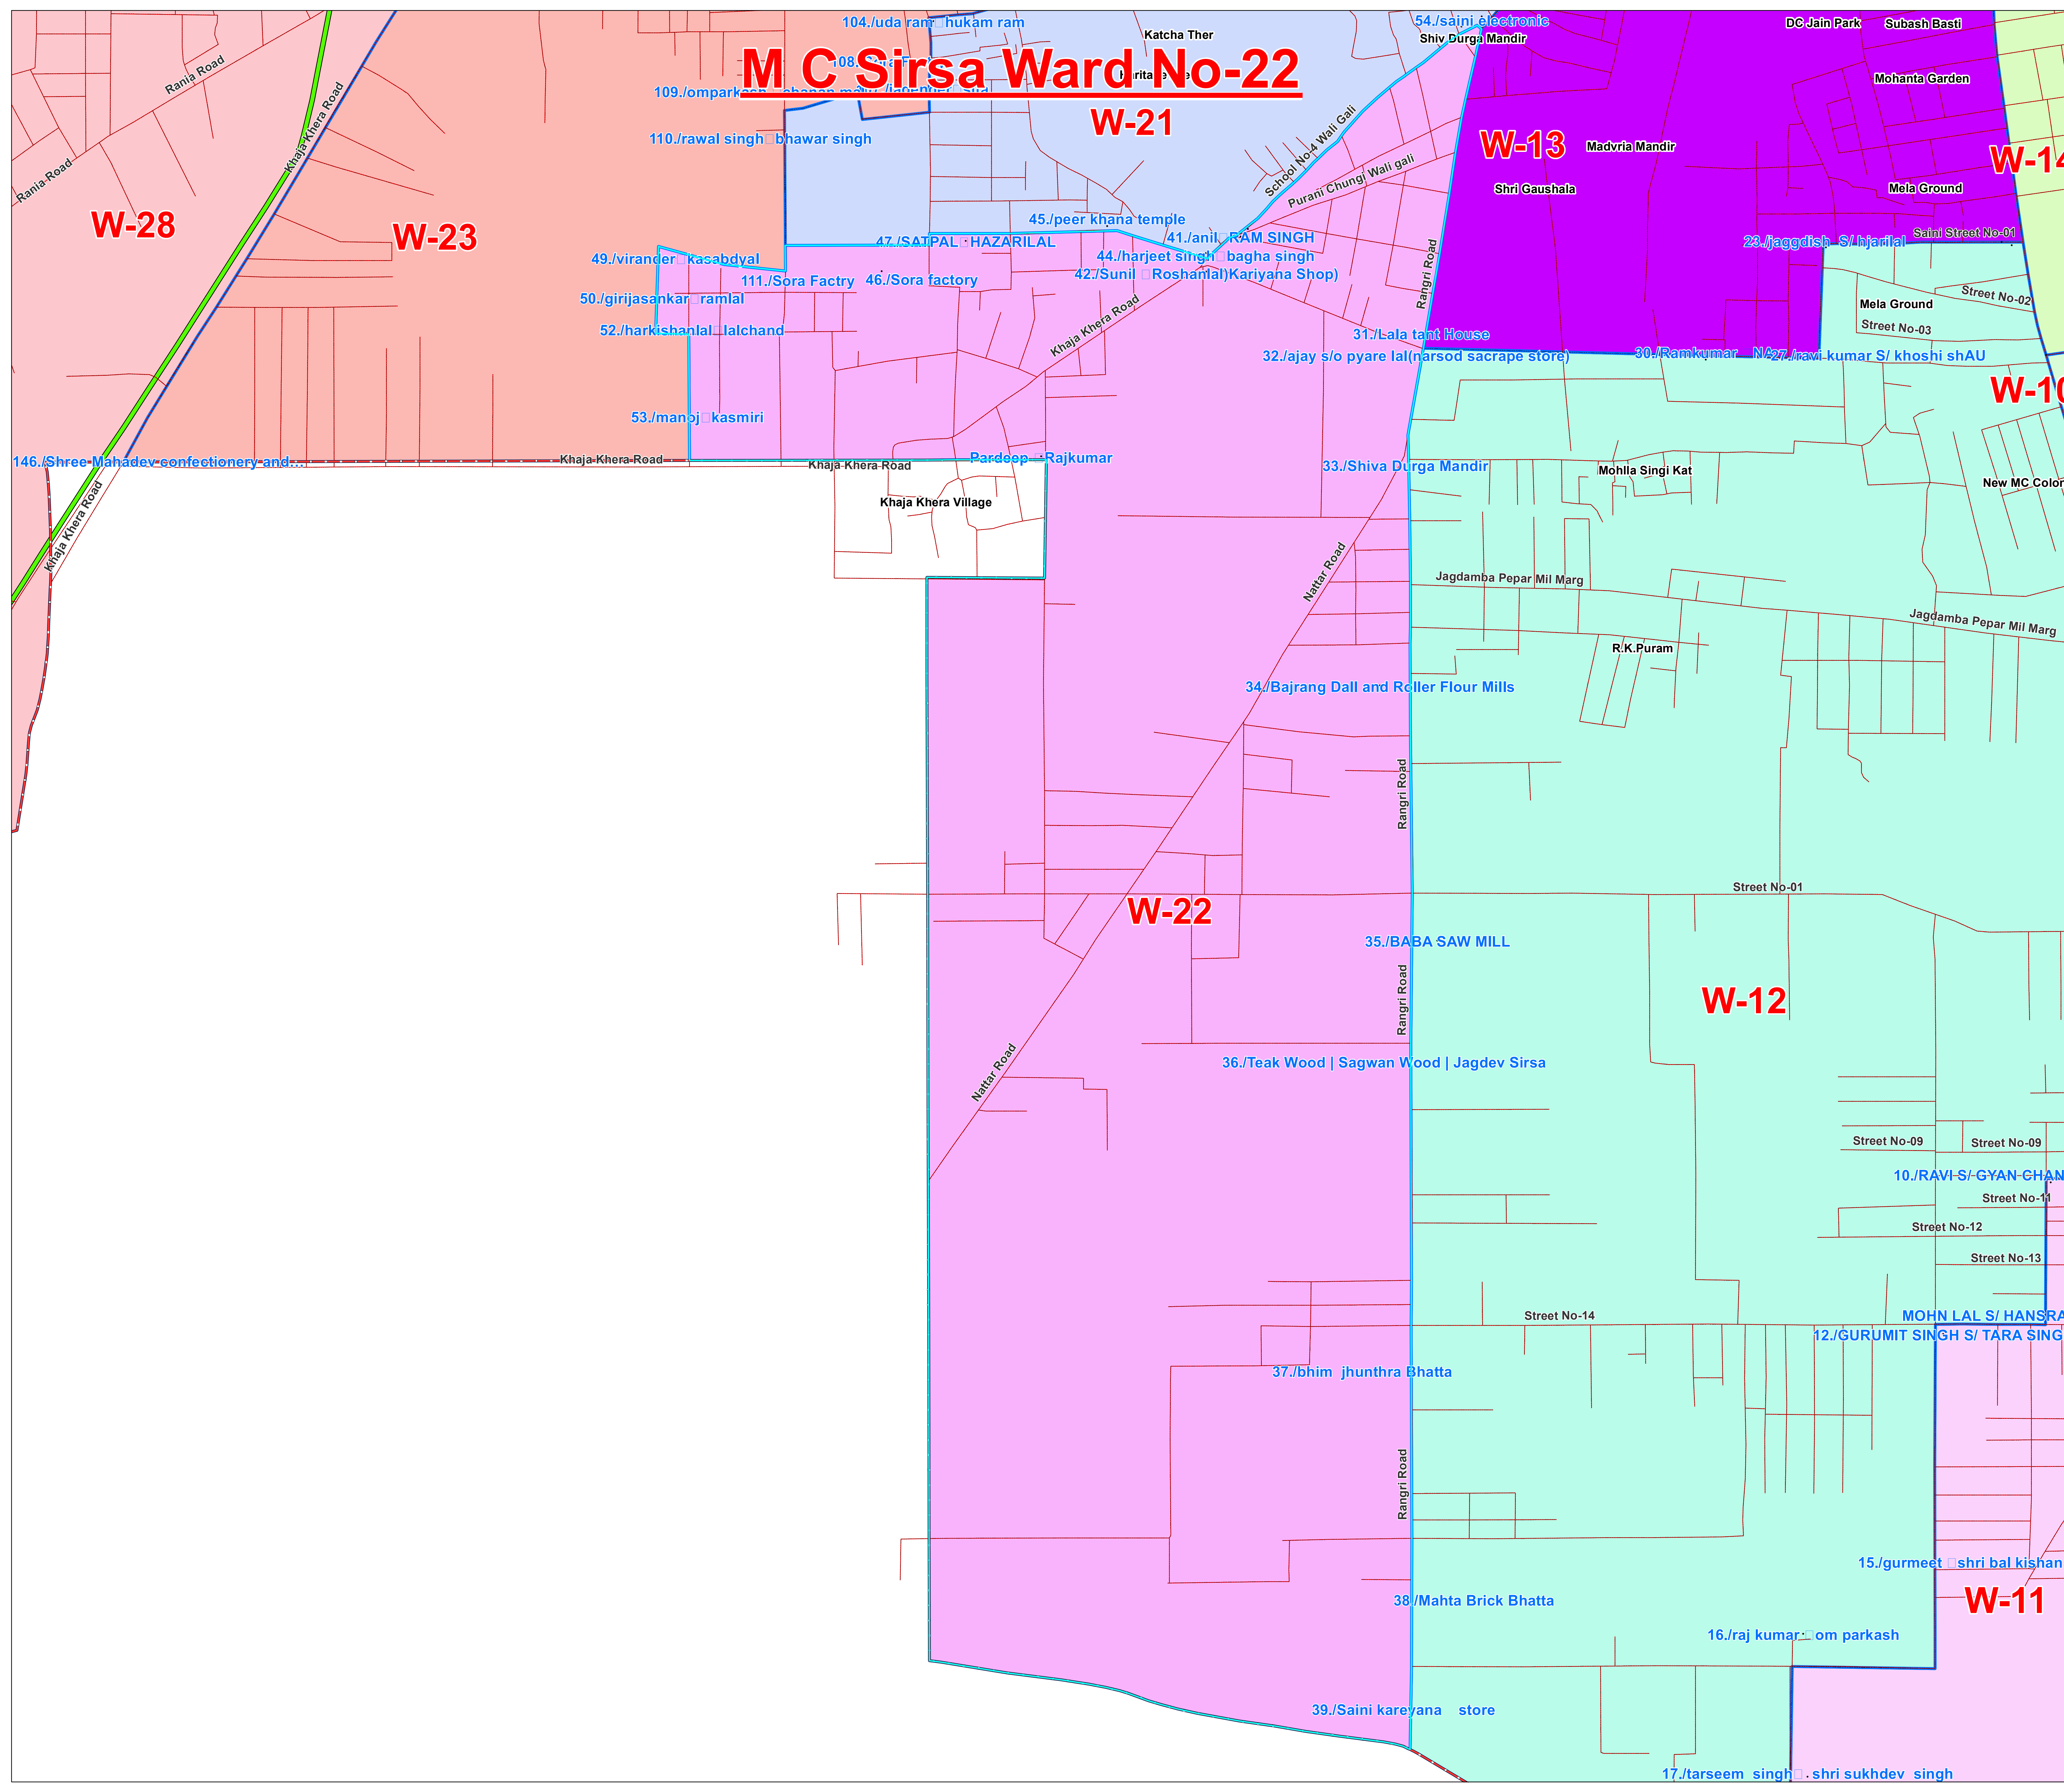 104./uda ram□hukam ram
54./saini electronic
DC Jain Park
Subash Basti
Katcha Ther
Shiv Durga Mandir
M C Sirsa Ward No-22
Rania Road
Mohanta Garden
109./omparkash
W-21
110./rawal singh□bhawar singh
Khaja Khera Road
School No-4 Wali Gali
W-13
Madvria Mandir
W-14
Rania Road
Purani Chungi Wali gali
Shri Gaushala
Mela Ground
W-28
W-23
45./peer khana temple
Saini Street No-01
47./SATPAL□HAZARILAL
41./anil□RAM SINGH
23./jaggdish S/ hjarilal
49./virander□kasabdyal
44./harjeet singh□bagha singh
111./Sora Factry
46./Sora factory
42./Sunil □Roshanlal)Kariyana Shop)
Rangri Road
50./girijasankar□ramlal
Street No-02
Mela Ground
52./harkishanlal□lalchand
Khaja Khera Road
31./Lala tant House
Street No-03
32./ajay s/o pyare lal(narsod sacrape store)
30./Ramkumar NA
27./ravi kumar S/ khoshi shAU
W-10
53./manoj□kasmiri
146./Shree Mahadev confectionery and...
Khaja Khera Road
Khaja Khera Road
Pardeep □Rajkumar
33./Shiva Durga Mandir
Mohlla Singi Kat
New MC Color
Khaja Khera Village
Khaja Khera Road
Nattar Road
Jagdamba Pepar Mil Marg
Jagdamba Pepar Mil Marg
R.K.Puram
34./Bajrang Dall and Roller Flour Mills
Rangri Road
Street No-01
W-22
35./BABA SAW MILL
Rangri Road
W-12
36./Teak Wood | Sagwan Wood | Jagdev Sirsa
Nattar Road
Street No-09
Street No-09
10./RAVI S/ GYAN CHAN
Street No-11
Street No-12
Street No-13
Street No-14
MOHN LAL S/ HANSRA
12./GURUMIT SINGH S/ TARA SING
37./bhim jhunthra Bhatta
Rangri Road
15./gurmeet □shri bal kishan
38./Mahta Brick Bhatta
W-11
16./raj kumar□om parkash
39./Saini kareyana store
17./tarseem singh□ shri sukhdev singh